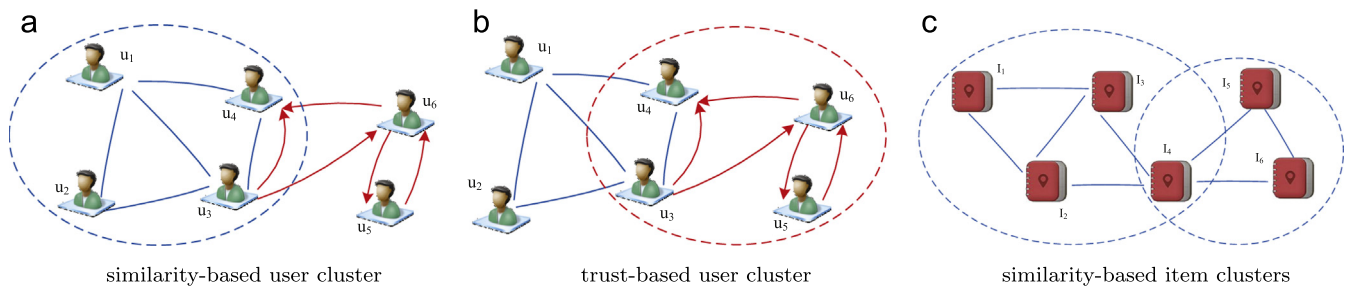 a
u1
u4
u6
u2
u3
u5
similarity-based user cluster
b
u1
u4
u6
u2
u3
u5
trust-based user cluster
c
I1
I3
I5
I4
I6
I2
similarity-based item clusters